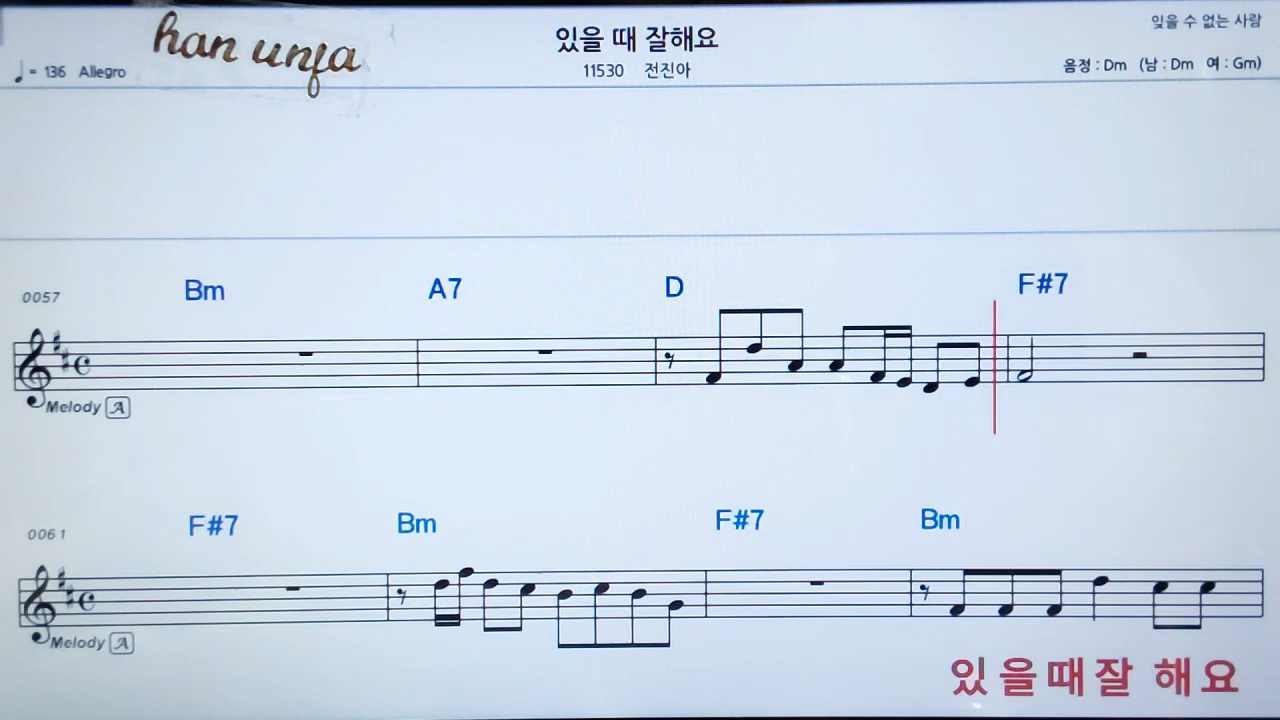 han unja
있을 때 잘해요
잊을 수 없는 사람
♩= 136 Allegro
11530 전진아
음정 : Dm (남 : Dm 여 : Gm)
0057 Bm A7 D F#7
Melody A
0061 F#7 Bm F#7 Bm
Melody A
있을때잘 해요